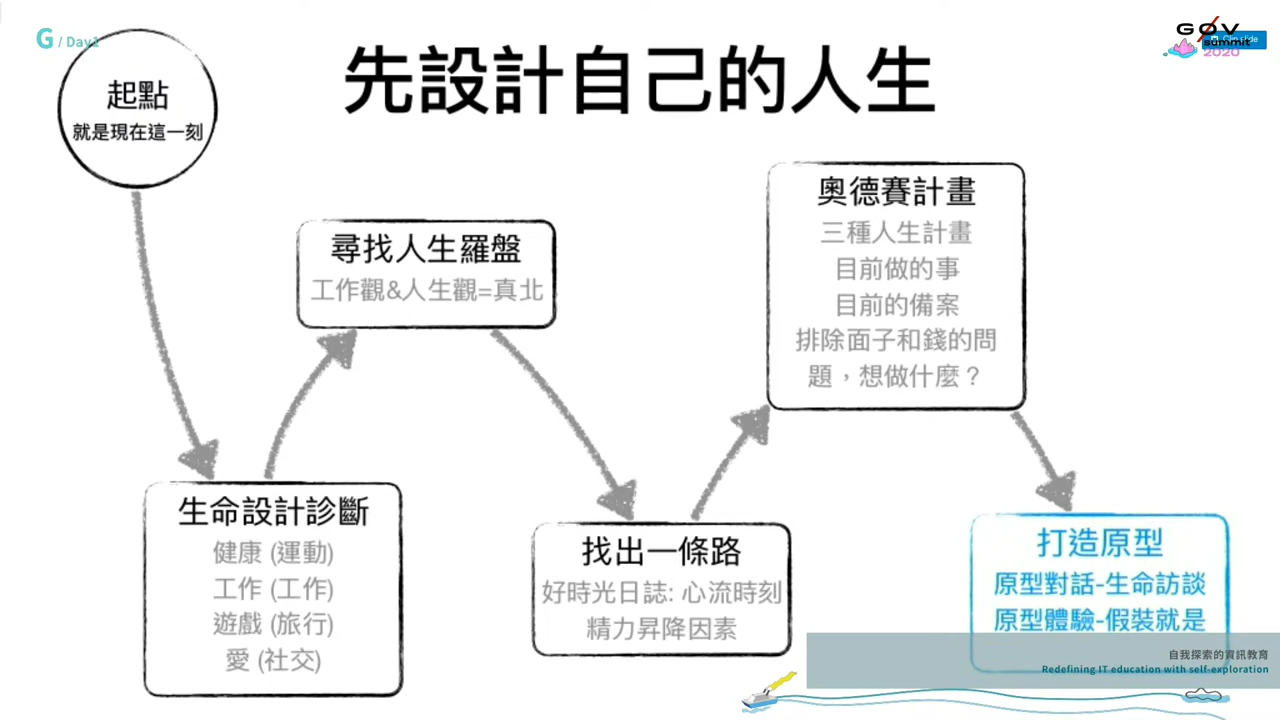 G / Day1
GØV
summit
2020
Clip slide
先設計自己的人生
起點
就是現在這一刻
生命設計診斷
健康 (運動)
工作 (工作)
遊戲 (旅行)
愛 (社交)
尋找人生羅盤
工作觀&人生觀=真北
找出一條路
好時光日誌: 心流時刻
精力昇降因素
奧德賽計畫
三種人生計畫
目前做的事
目前的備案
排除面子和錢的問
題，想做什麼？
打造原型
原型對話-生命訪談
原型體驗-假裝就是
自我探索的資訊教育
Redefining IT education with self-exploration